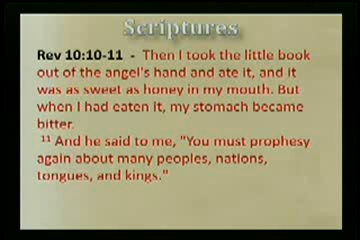 Scriptures
Rev 10:10-11 - Then I took the little book
out of the angel's hand and ate it, and it
was as sweet as honey in my mouth. But
when I had eaten it, my stomach became
bitter.
11 And he said to me, "You must prophesy
again about many peoples, nations,
tongues, and kings."